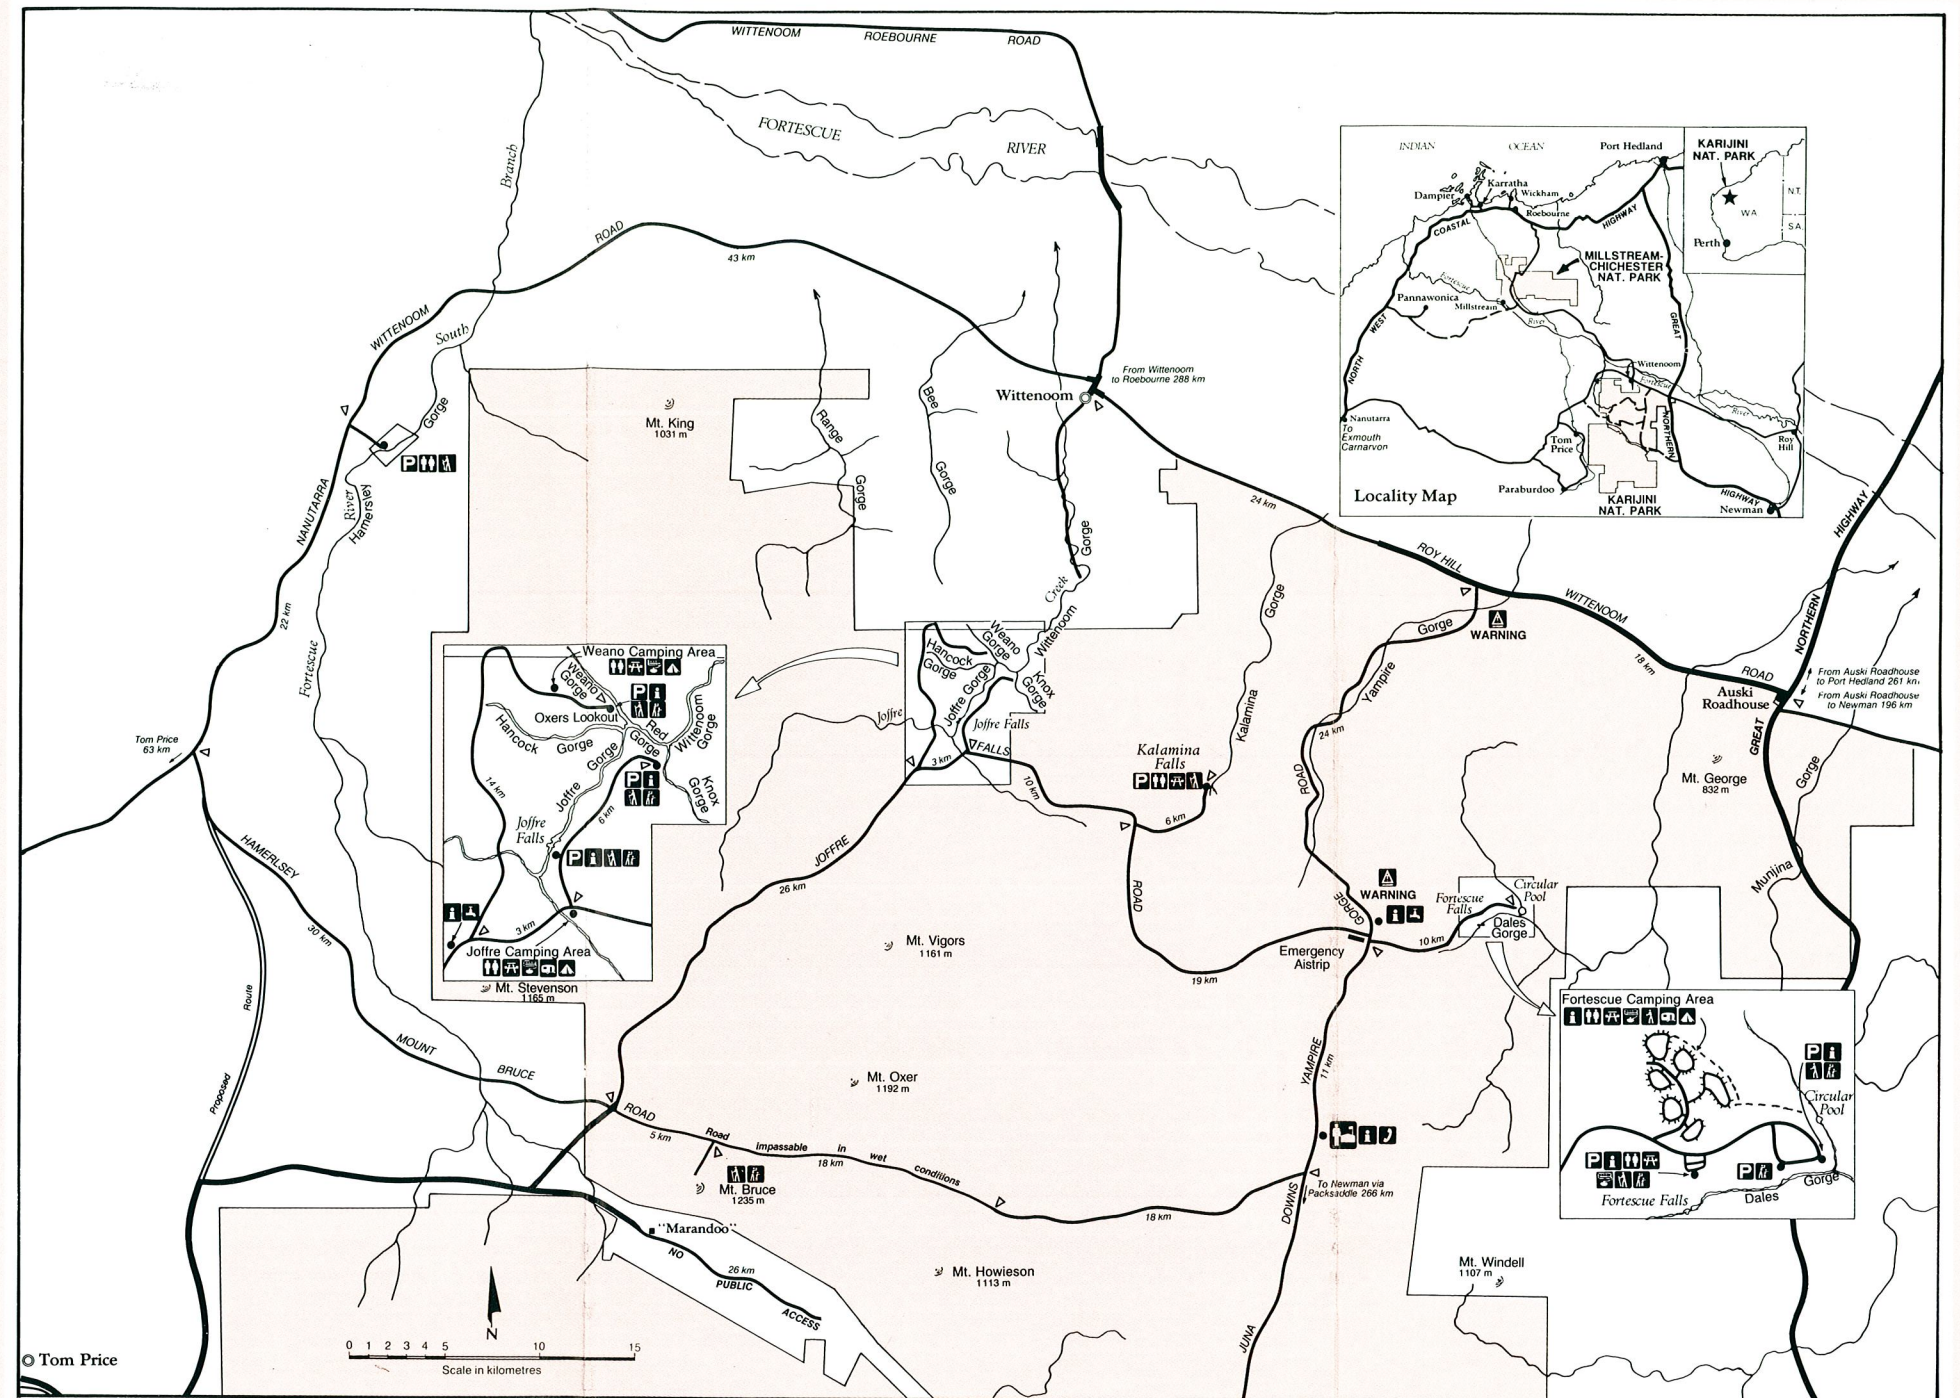 WITTENOOM ROEBOURNE ROAD
FORTESCUE RIVER
Branch
ROAD
43 km
WITTENOOM
South
Gorge
P
NANUTARRA
River
Hamersley
22 km
Fortescue
Mt. King
1031 m
Range
Gorge
Bee
Gorge
Wittenoom
From Wittenoom
to Roebourne 288 km
Gorge
Creek
Wittenoom
24 km
ROY HILL
WITTENOOM
18 km
ROAD
Gorge
WARNING
Yampire
24 km
ROAD
GORGE
Gorge
Kalamina
HIGHWAY
NORTHERN
GREAT
Auski
Roadhouse
From Auski Roadhouse
to Port Hedland 261 km.
From Auski Roadhouse
to Newman 196 km
Mt. George
832 m
Gorge
Munjina
INDIAN OCEAN
Port Hedland
Karratha
Dampier
Wickham
Roebourne
COASTAL
HIGHWAY
MILLSTREAM-
CHICHESTER
NAT. PARK
Fortescue
Pannawonica
Millstream
River
GREAT
WEST
NORTH
Wittenoom
Fortescue
River
Nanutarra
To
Exmouth
Carnarvon
Tom
Price
NORTHERN
Roy
Hill
Paraburdoo
KARIJINI
NAT. PARK
HIGHWAY
Newman
Locality Map
KARIJINI
NAT. PARK
N.T.
WA
S.A.
Perth
Weano
Gorge
Hancock
Gorge
Joffre Gorge
Knox
Gorge
Joffre
Joffre Falls
FALLS
3 km
10 km
Kalamina
Falls
P
6 km
ROAD
19 km
JOFFRE
26 km
Weano Camping Area
Weano
Gorge
P
Oxers Lookout
Red
Gorge
Wittenoom
Gorge
Hancock
Gorge
Joffre
Gorge
P
Knox
Gorge
14 km
6 km
Joffre
Falls
P
3 km
Joffre Camping Area
Mt. Stevenson
1165 m
Tom Price
63 km
HAMERLSEY
30 km
MOUNT
BRUCE
ROAD
Route
Proposed
Mt. Vigors
1161 m
Mt. Oxer
1192 m
WARNING
Emergency
Aistrip
10 km
Fortescue
Falls
Circular
Pool
Dales
Gorge
YAMPIRE
11 km
5 km
Road impassable in wet conditions
18 km
Mt. Bruce
1235 m
18 km
To Newman via
Packsaddle 266 km
DOWNS
JUNA
"Marandoo"
NO
PUBLIC
ACCESS
26 km
Mt. Howieson
1113 m
Mt. Windell
1107 m
Fortescue Camping Area
P
Circular
Pool
P
P
Fortescue Falls
Dales
Gorge
N
0 1 2 3 4 5 10 15
Scale in kilometres
Tom Price